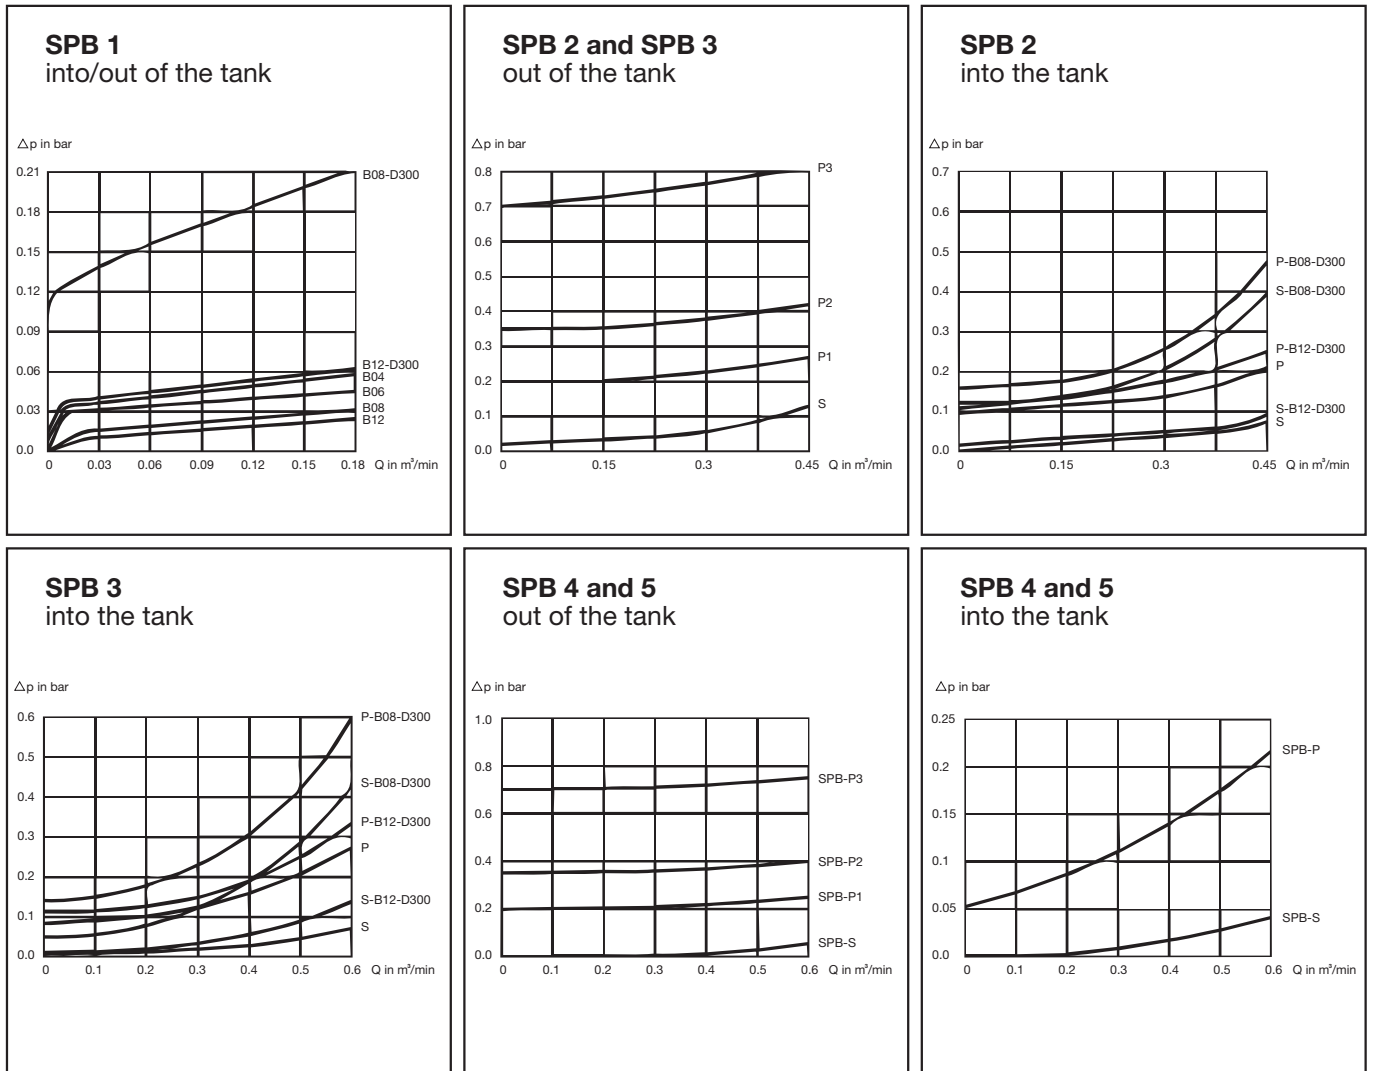 SPB 1
into/out of the tank
△p in bar
0.21
0.18
0.15
0.12
0.09
0.06
0.03
0.0
0 0.03 0.06 0.09 0.12 0.15 0.18 Q in m³/min
B08-D300
B12-D300
B04
B06
B08
B12
SPB 2 and SPB 3
out of the tank
△p in bar
0.8
0.7
0.6
0.5
0.4
0.3
0.2
0.1
0.0
0 0.15 0.3 0.45 Q in m³/min
P3
P2
P1
S
SPB 2
into the tank
△p in bar
0.7
0.6
0.5
0.4
0.3
0.2
0.1
0.0
0 0.15 0.3 0.45 Q in m³/min
P-B08-D300
S-B08-D300
P-B12-D300
P
S-B12-D300
S
SPB 3
into the tank
△p in bar
0.6
0.5
0.4
0.3
0.2
0.1
0.0
0 0.1 0.2 0.3 0.4 0.5 0.6 Q in m³/min
P-B08-D300
S-B08-D300
P-B12-D300
P
S-B12-D300
S
SPB 4 and 5
out of the tank
△p in bar
1.0
0.8
0.6
0.4
0.2
0.0
0 0.1 0.2 0.3 0.4 0.5 0.6 Q in m³/min
SPB-P3
SPB-P2
SPB-P1
SPB-S
SPB 4 and 5
into the tank
△p in bar
0.25
0.2
0.15
0.1
0.05
0.0
0 0.1 0.2 0.3 0.4 0.5 0.6 Q in m³/min
SPB-P
SPB-S